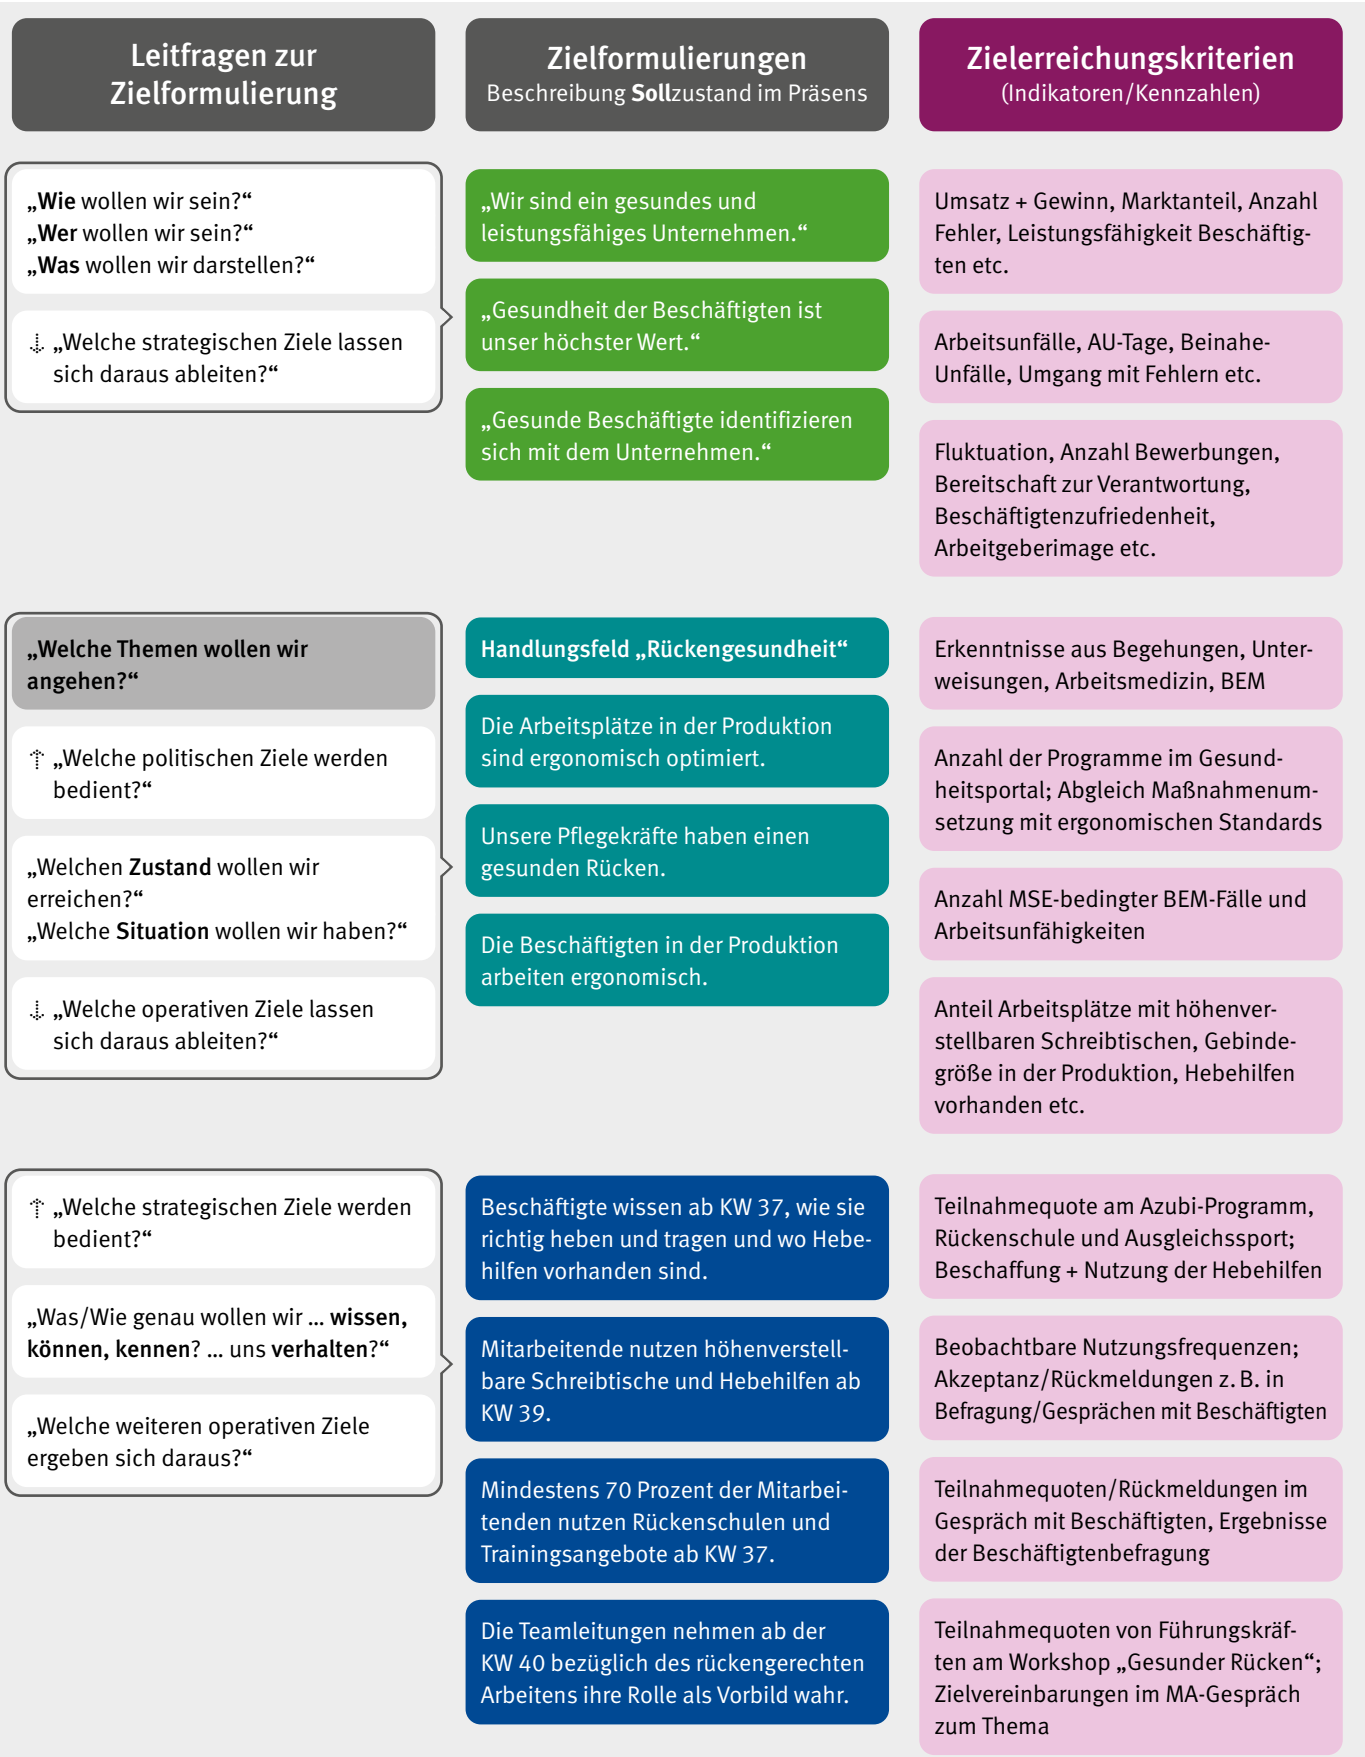 Leitfragen zur
Zielformulierung
Zielformulierungen
Beschreibung Sollzustand im Präsens
Zielerreichungskriterien
(Indikatoren/Kennzahlen)
„Wie wollen wir sein?“
„Wer wollen wir sein?“
„Was wollen wir darstellen?“
⇣ „Welche strategischen Ziele lassen
sich daraus ableiten?“
„Wir sind ein gesundes und
leistungsfähiges Unternehmen.“
„Gesundheit der Beschäftigten ist
unser höchster Wert.“
„Gesunde Beschäftigte identifizieren
sich mit dem Unternehmen.“
Umsatz + Gewinn, Marktanteil, Anzahl
Fehler, Leistungsfähigkeit Beschäftig-
ten etc.
Arbeitsunfälle, AU-Tage, Beinahe-
Unfälle, Umgang mit Fehlern etc.
Fluktuation, Anzahl Bewerbungen,
Bereitschaft zur Verantwortung,
Beschäftigtenzufriedenheit,
Arbeitgeberimage etc.
„Welche Themen wollen wir
angehen?“
⇡ „Welche politischen Ziele werden
bedient?“
„Welchen Zustand wollen wir
erreichen?“
„Welche Situation wollen wir haben?“
⇣ „Welche operativen Ziele lassen
sich daraus ableiten?“
Handlungsfeld „Rückengesundheit“
Die Arbeitsplätze in der Produktion
sind ergonomisch optimiert.
Unsere Pflegekräfte haben einen
gesunden Rücken.
Die Beschäftigten in der Produktion
arbeiten ergonomisch.
Erkenntnisse aus Begehungen, Unter-
weisungen, Arbeitsmedizin, BEM
Anzahl der Programme im Gesund-
heitsportal; Abgleich Maßnahmenum-
setzung mit ergonomischen Standards
Anzahl MSE-bedingter BEM-Fälle und
Arbeitsunfähigkeiten
Anteil Arbeitsplätze mit höhenver-
stellbaren Schreibtischen, Gebinde-
größe in der Produktion, Hebehilfen
vorhanden etc.
⇡ „Welche strategischen Ziele werden
bedient?“
„Was/Wie genau wollen wir ... wissen,
können, kennen? ... uns verhalten?“
„Welche weiteren operativen Ziele
ergeben sich daraus?“
Beschäftigte wissen ab KW 37, wie sie
richtig heben und tragen und wo Hebe-
hilfen vorhanden sind.
Mitarbeitende nutzen höhenverstell-
bare Schreibtische und Hebehilfen ab
KW 39.
Mindestens 70 Prozent der Mitarbei-
tenden nutzen Rückenschulen und
Trainingsangebote ab KW 37.
Die Teamleitungen nehmen ab der
KW 40 bezüglich des rückengerechten
Arbeitens ihre Rolle als Vorbild wahr.
Teilnahmequote am Azubi-Programm,
Rückenschule und Ausgleichssport;
Beschaffung + Nutzung der Hebehilfen
Beobachtbare Nutzungsfrequenzen;
Akzeptanz/Rückmeldungen z. B. in
Befragung/Gesprächen mit Beschäftigten
Teilnahmequoten/Rückmeldungen im
Gespräch mit Beschäftigten, Ergebnisse
der Beschäftigtenbefragung
Teilnahmequoten von Führungskräf-
ten am Workshop „Gesunder Rücken“;
Zielvereinbarungen im MA-Gespräch
zum Thema